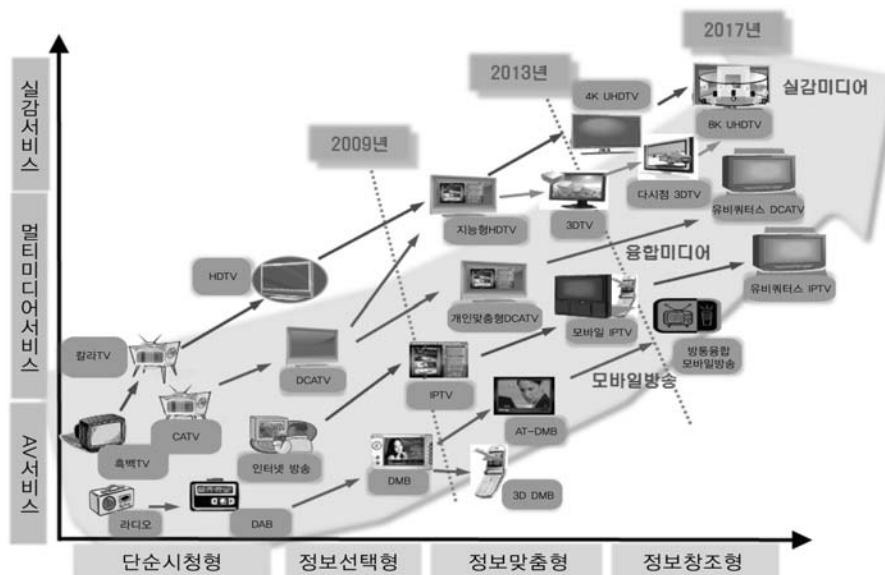 2017년
2013년
4K UHDTV
실감미디어
8K UHDTV
2009년
다시점 3DTV
유비쿼터스 DCATV
지능형HDTV
3DTV
융합미디어
HDTV
유비쿼터스 IPTV
개인맞춤형DCATV
모바일 IPTV
방통융합
모바일방송
칼라TV
DCATV
IPTV
모바일방송
AT-DMB
CATV
흑백TV
인터넷 방송
DMB
3D DMB
라디오
DAB
실감서비스
멀티미디어서비스
AV서비스
단순시청형
정보선택형
정보맞춤형
정보창조형